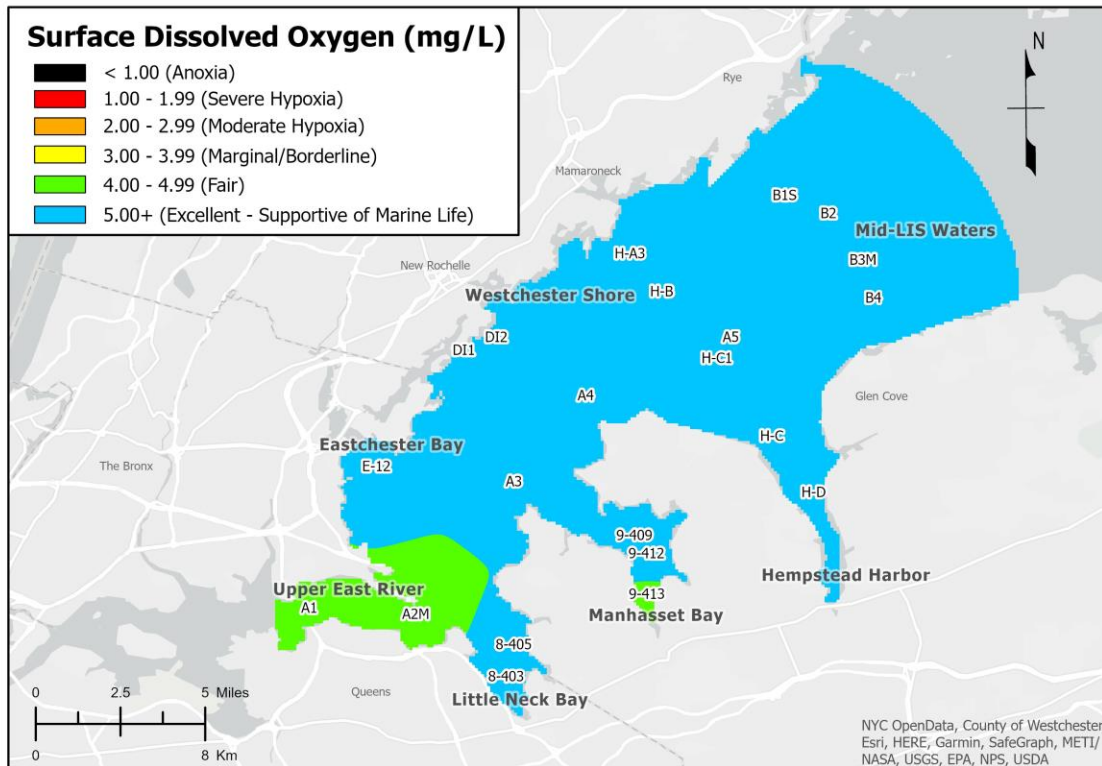 Surface Dissolved Oxygen (mg/L)
< 1.00 (Anoxia)
1.00 - 1.99 (Severe Hypoxia)
2.00 - 2.99 (Moderate Hypoxia)
3.00 - 3.99 (Marginal/Borderline)
4.00 - 4.99 (Fair)
5.00+ (Excellent - Supportive of Marine Life)
N
Rye
Mamaroneck
B1S
B2
Mid-LIS Waters
H-A3
B3M
New Rochelle
Westchester Shore
H-B
B4
DI2
A5
DI1
H-C1
A4
Glen Cove
Eastchester Bay
H-C
The Bronx
E-12
A3
H-D
9-409
9-412
Hempstead Harbor
Upper East River
9-413
A1
A2M
Manhasset Bay
8-405
8-403
Queens
Little Neck Bay
0 2.5 5 Miles
0 8 Km
NYC OpenData, County of Westchester,
Esri, HERE, Garmin, SafeGraph, METI/
NASA, USGS, EPA, NPS, USDA